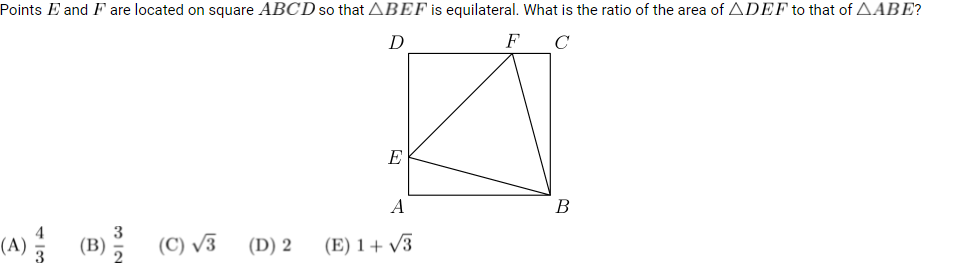 Points E and F are located on square ABCD so that △BEF is equilateral. What is the ratio of the area of △DEF to that of △ABE?
D F C
E
A B
(A) 4/3 (B) 3/2 (C) √3 (D) 2 (E) 1 + √3